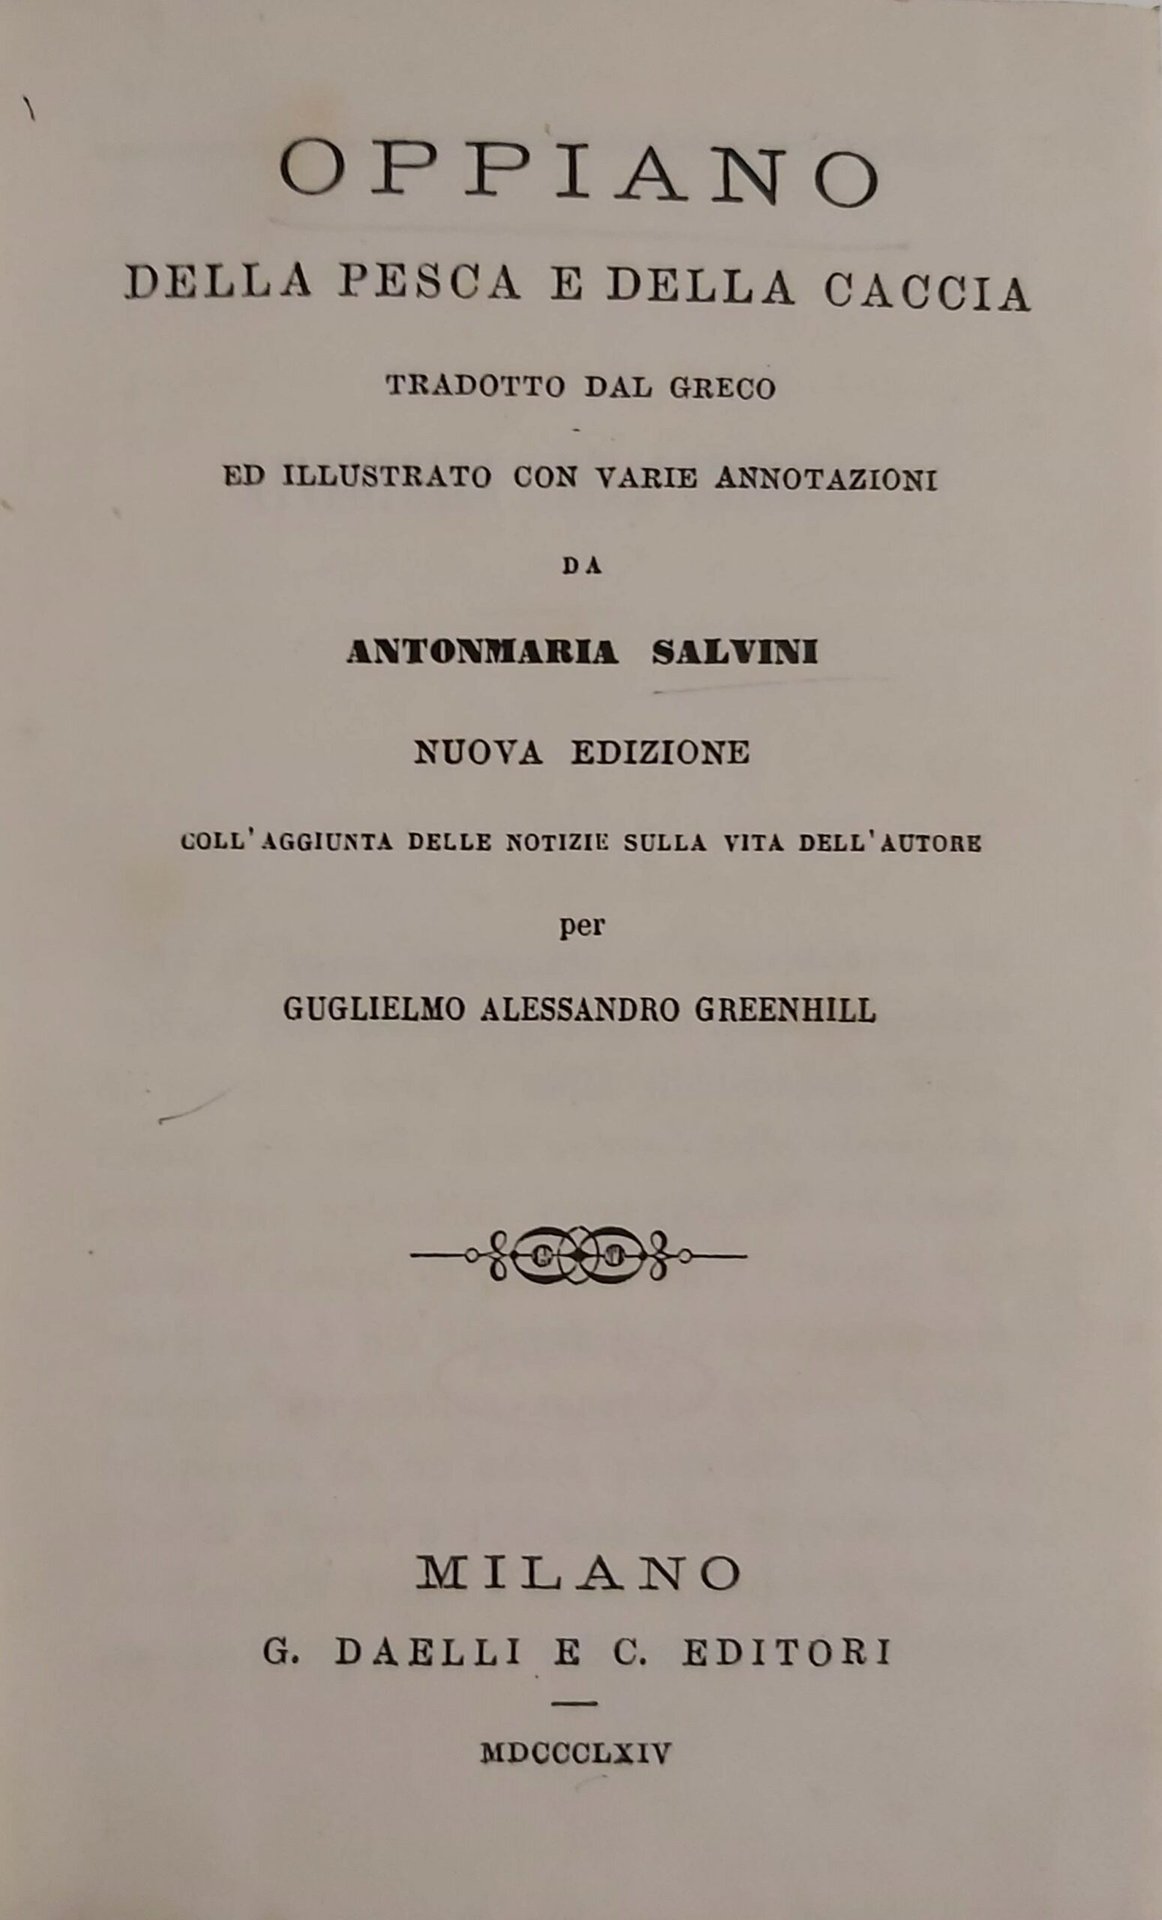 OPPIANO
DELLA PESCA E DELLA CACCIA
TRADOTTO DAL GRECO
ED ILLUSTRATO CON VARIE ANNOTAZIONI
DA
ANTONMARIA SALVINI
NUOVA EDIZIONE
COLL'AGGIUNTA DELLE NOTIZIE SULLA VITA DELL'AUTORE
per
GUGLIELMO ALESSANDRO GREENHILL
MILANO
G. DAELLI E C. EDITORI
MDCCCLXIV